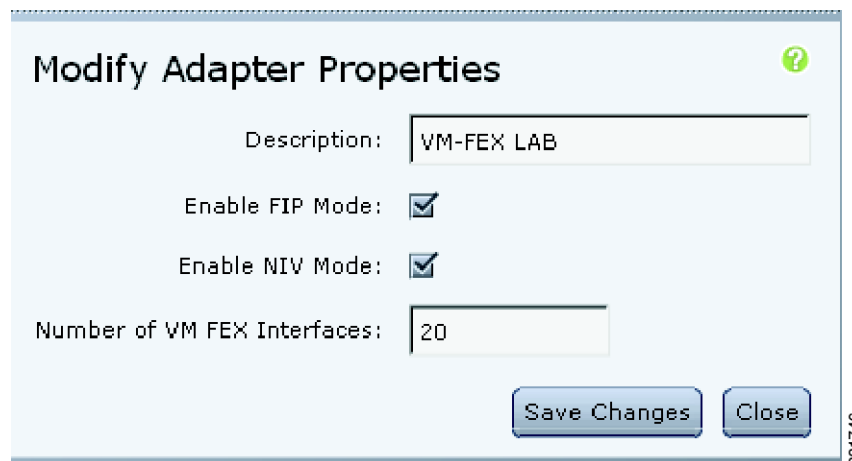 Modify Adapter Properties
?
Description: VM-FEX LAB
Enable FIP Mode:
Enable NIV Mode:
Number of VM FEX Interfaces: 20
Save Changes Close